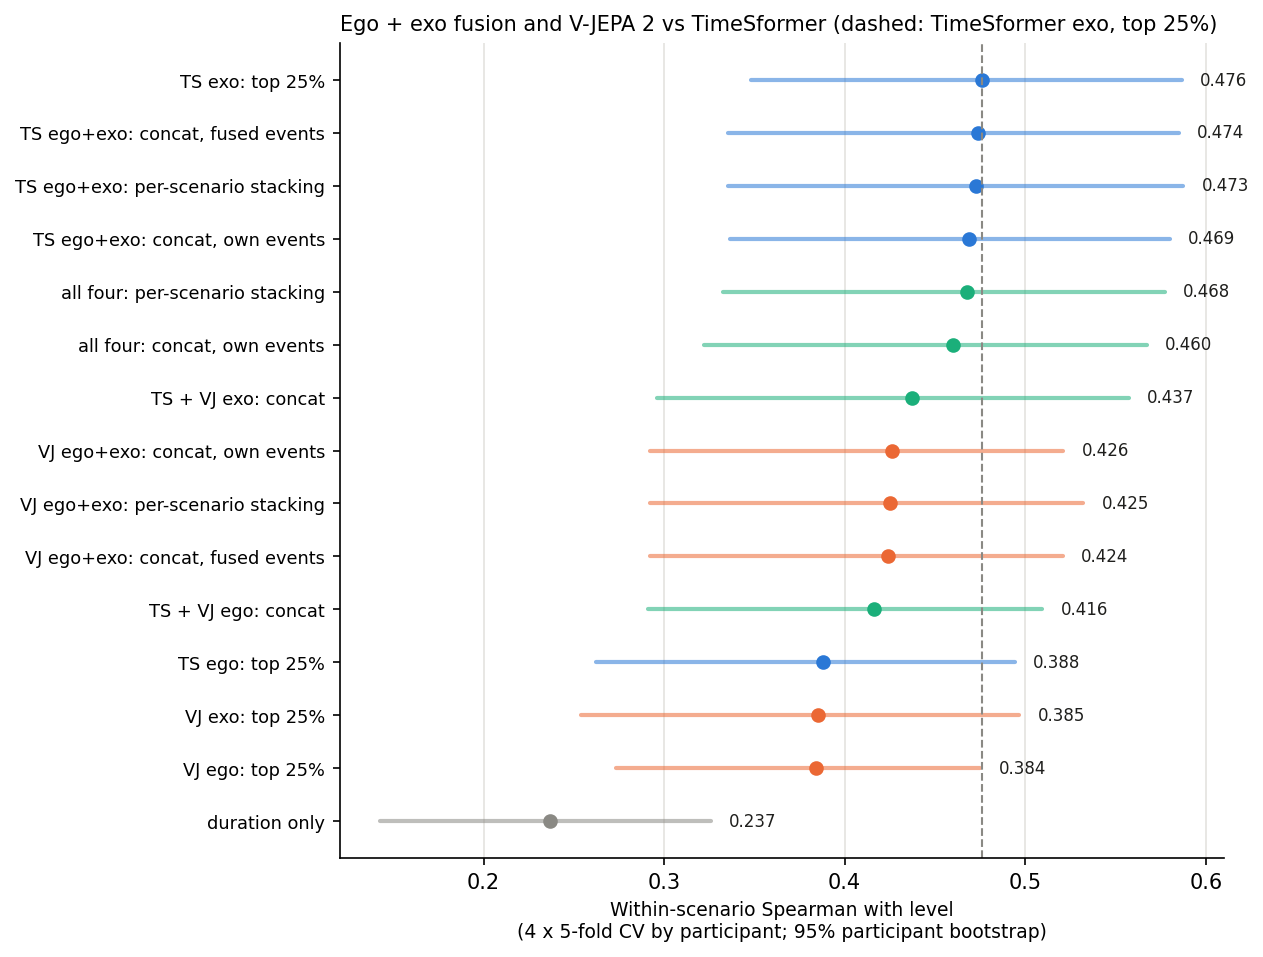 Ego + exo fusion and V-JEPA 2 vs TimeSformer (dashed: TimeSformer exo, top 25%)
TS exo: top 25% 0.476
TS ego+exo: concat, fused events 0.474
TS ego+exo: per-scenario stacking 0.473
TS ego+exo: concat, own events 0.469
all four: per-scenario stacking 0.468
all four: concat, own events 0.460
TS + VJ exo: concat 0.437
VJ ego+exo: concat, own events 0.426
VJ ego+exo: per-scenario stacking 0.425
VJ ego+exo: concat, fused events 0.424
TS + VJ ego: concat 0.416
TS ego: top 25% 0.388
VJ exo: top 25% 0.385
VJ ego: top 25% 0.384
duration only 0.237
0.2 0.3 0.4 0.5 0.6
Within-scenario Spearman with level
(4 x 5-fold CV by participant; 95% participant bootstrap)